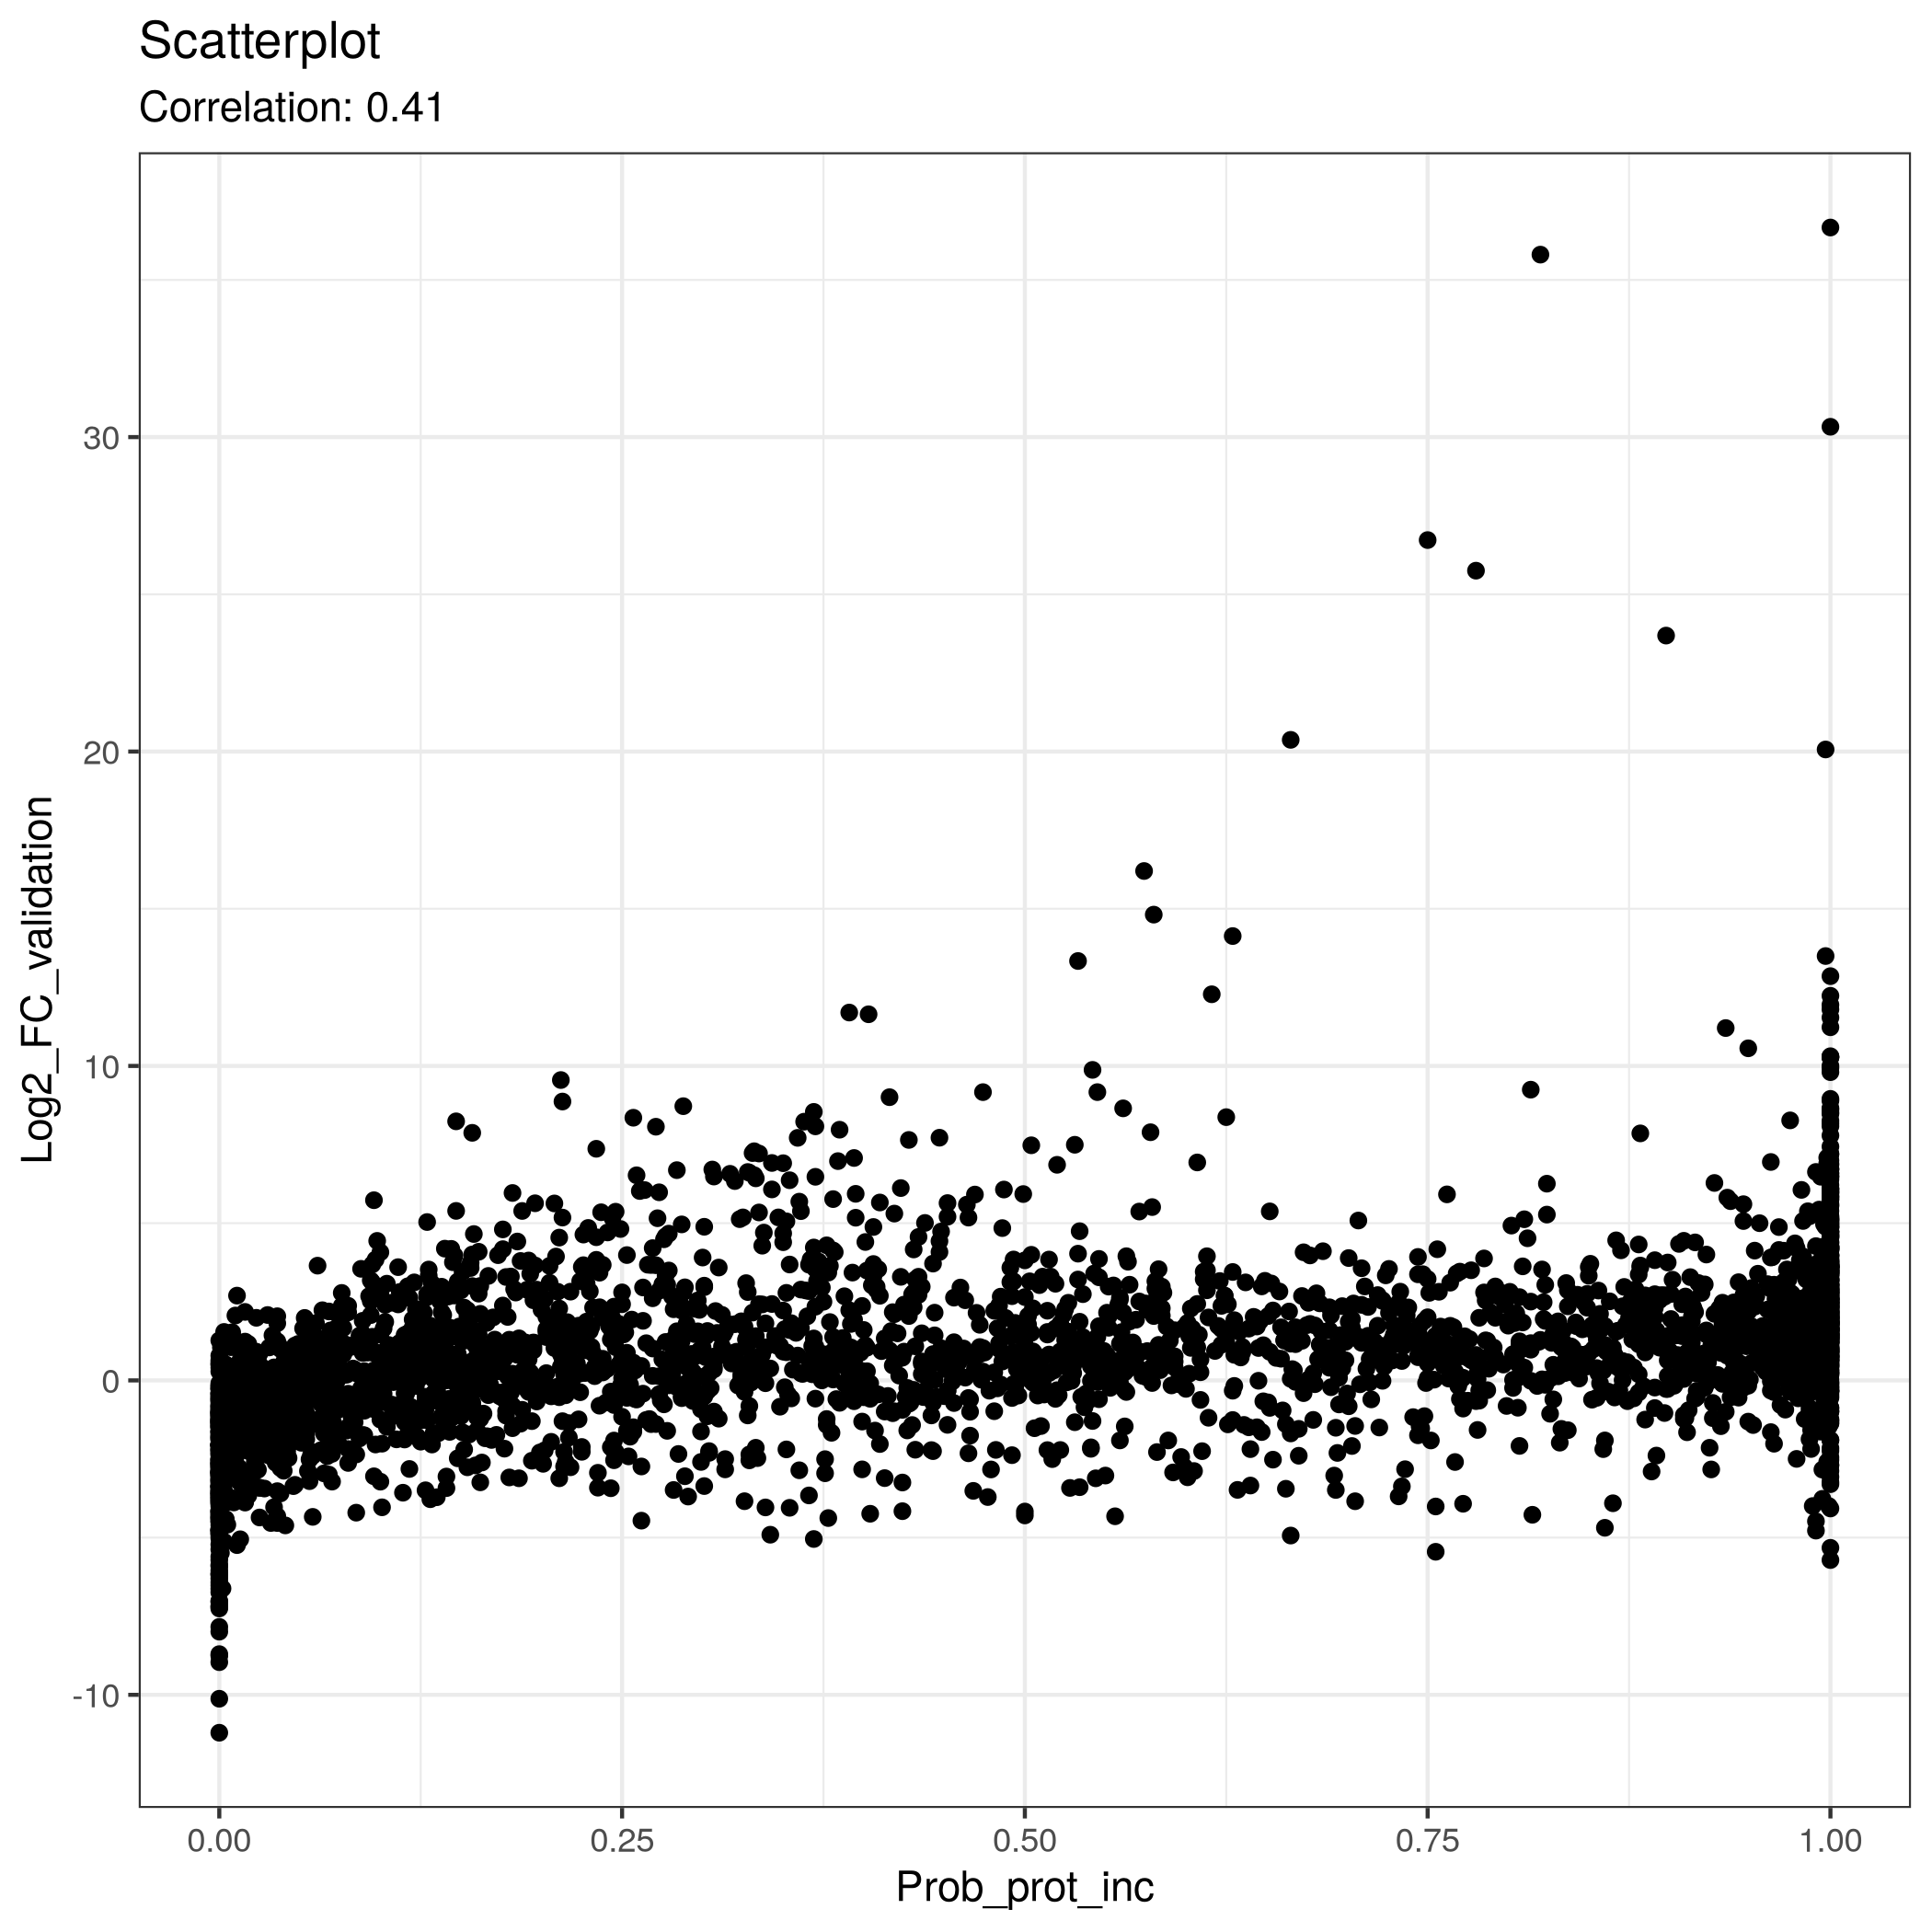 Scatterplot
Correlation: 0.41
30
20
10
0
-10
Log2_FC_validation
0.00 0.25 0.50 0.75 1.00
Prob_prot_inc